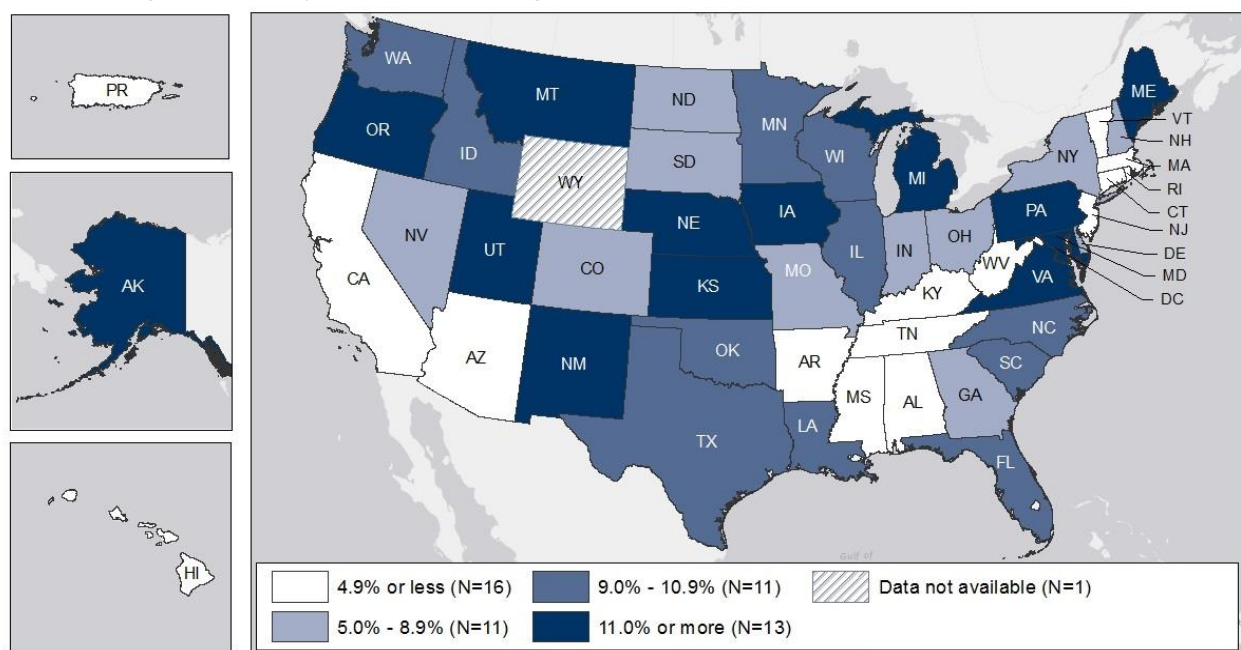 PR
AK
HI
WA
MT
ND
MN
ME
VT
NH
OR
ID
WY
SD
WI
MI
NY
MA
RI
CT
NJ
NV
UT
CO
NE
IA
IL
IN
OH
PA
DE
MD
DC
CA
KS
MO
KY
WV
VA
AZ
NM
OK
AR
TN
NC
SC
TX
LA
MS
AL
GA
FL
Gulf of
4.9% or less (N=16)
9.0% - 10.9% (N=11)
Data not available (N=1)
5.0% - 8.9% (N=11)
11.0% or more (N=13)